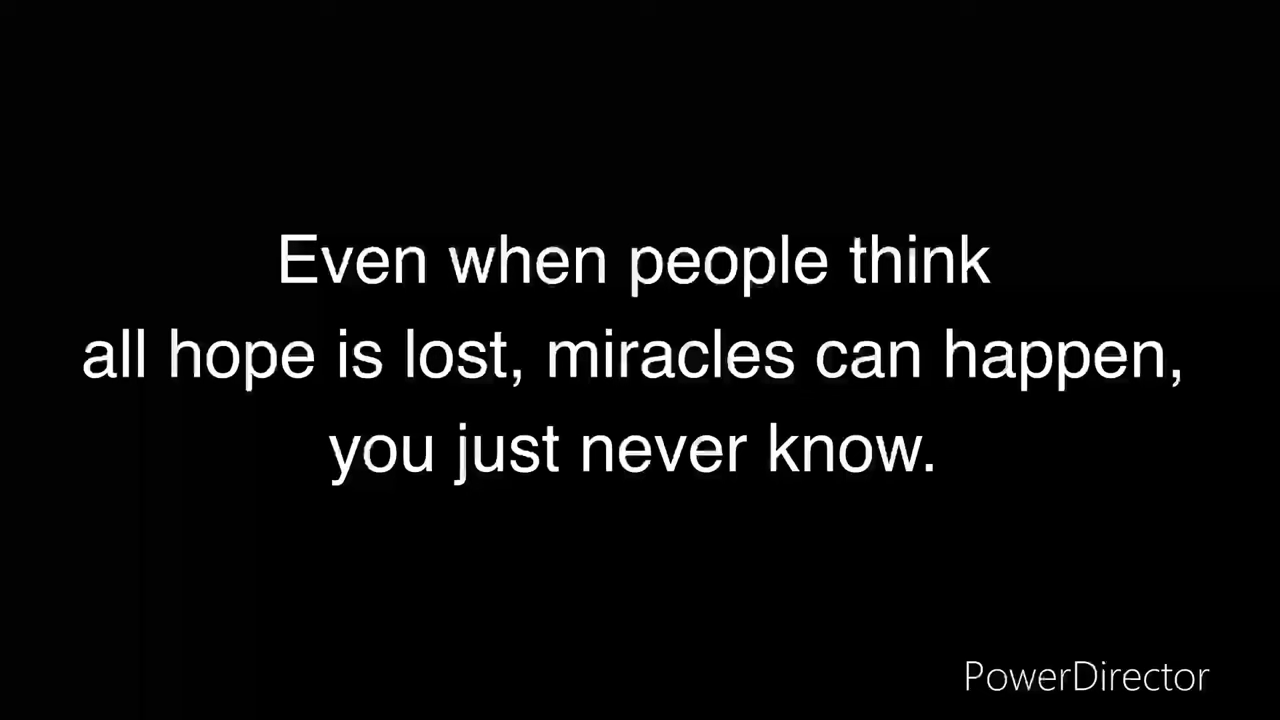 Even when people think
all hope is lost, miracles can happen,
you just never know.
PowerDirector